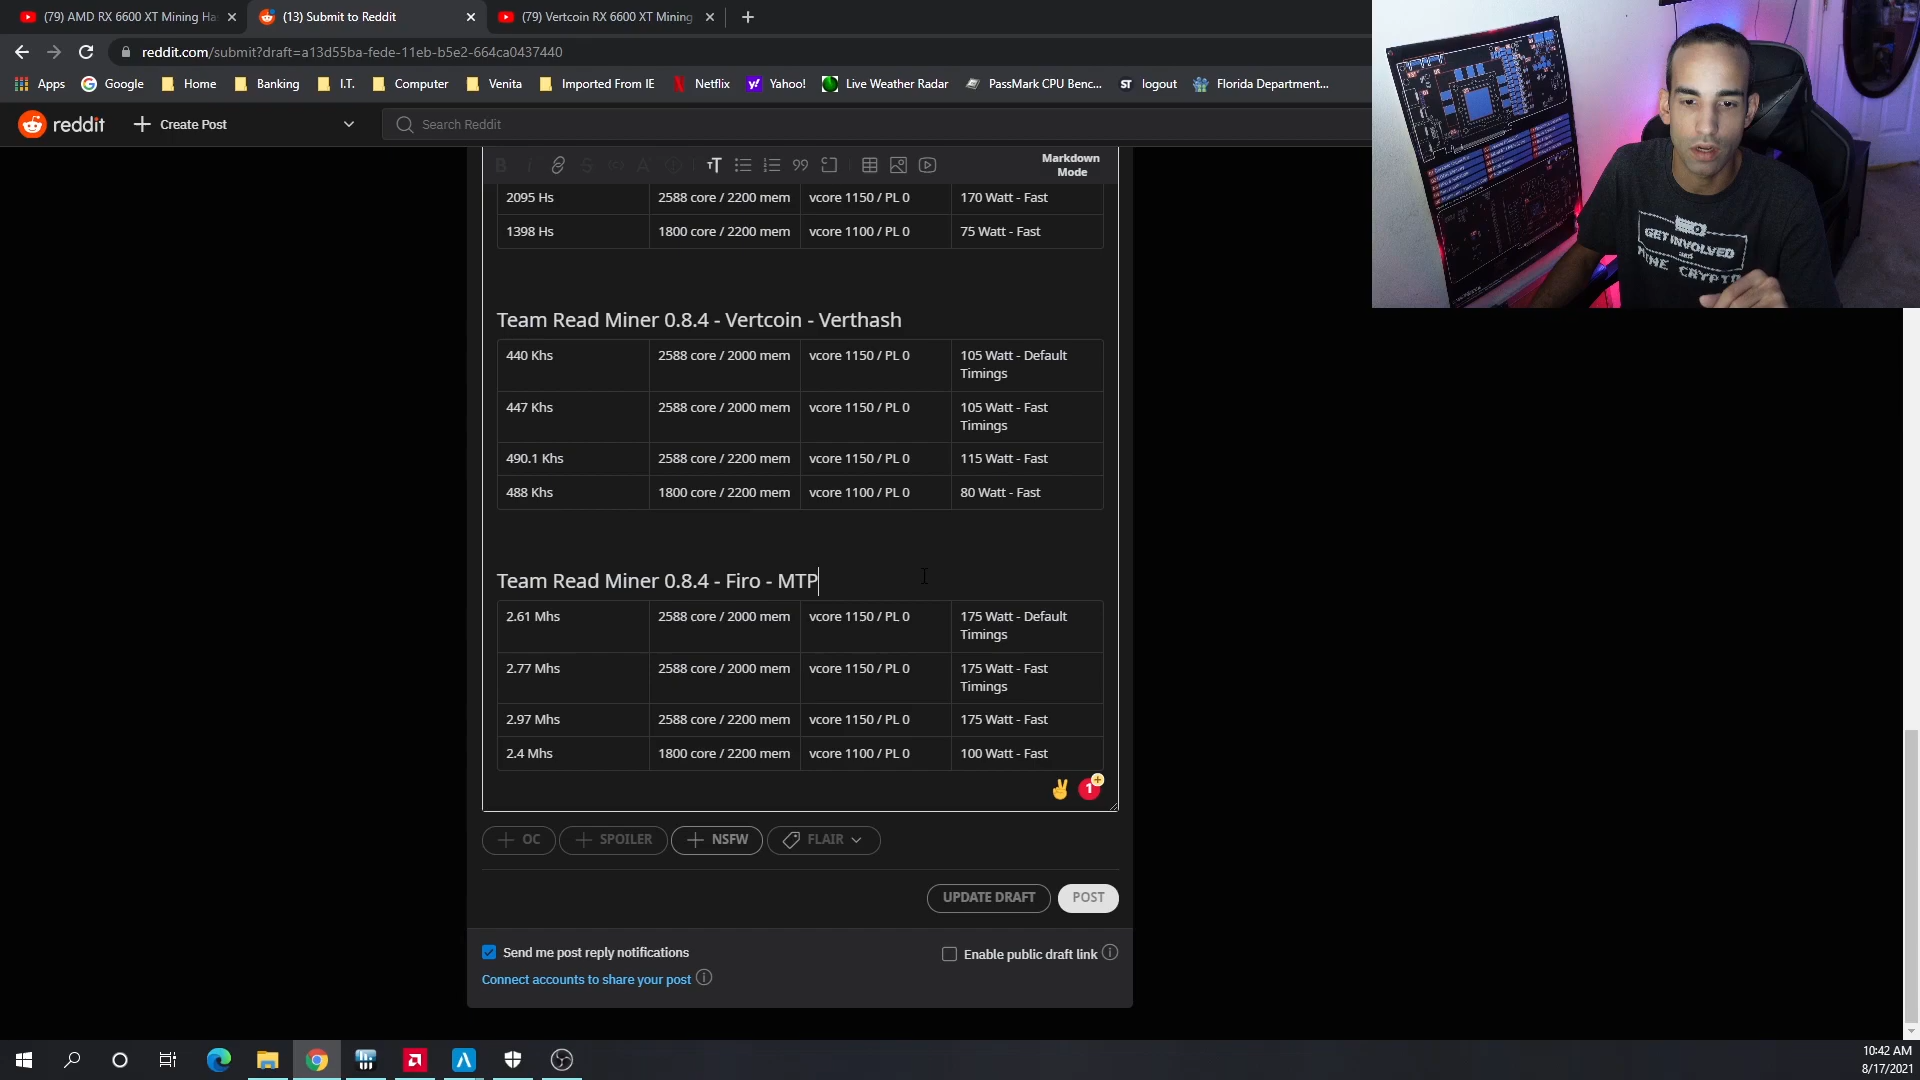 (79) AMD RX 6600 XT Mining Ha
(13) Submit to Reddit
(79) Vertcoin RX 6600 XT Mining
reddit.com/submit?draft=a13d55ba-fede-11eb-b5e2-664ca0437440
Apps
Google
Home
Banking
I.T.
Computer
Venita
Imported From IE
Netflix
Yahoo!
Live Weather Radar
PassMark CPU Benc...
logout
Florida Department...
reddit
Create Post
Search Reddit
Markdown
Mode
2095 Hs 2588 core / 2200 mem vcore 1150 / PL 0 170 Watt - Fast
1398 Hs 1800 core / 2200 mem vcore 1100 / PL 0 75 Watt - Fast
Team Read Miner 0.8.4 - Vertcoin - Verthash
440 Khs 2588 core / 2000 mem vcore 1150 / PL 0 105 Watt - Default
Timings
447 Khs 2588 core / 2000 mem vcore 1150 / PL 0 105 Watt - Fast
Timings
490.1 Khs 2588 core / 2200 mem vcore 1150 / PL 0 115 Watt - Fast
488 Khs 1800 core / 2200 mem vcore 1100 / PL 0 80 Watt - Fast
Team Read Miner 0.8.4 - Firo - MTP
2.61 Mhs 2588 core / 2000 mem vcore 1150 / PL 0 175 Watt - Default
Timings
2.77 Mhs 2588 core / 2000 mem vcore 1150 / PL 0 175 Watt - Fast
Timings
2.97 Mhs 2588 core / 2200 mem vcore 1150 / PL 0 175 Watt - Fast
2.4 Mhs 1800 core / 2200 mem vcore 1100 / PL 0 100 Watt - Fast
1
OC
SPOILER
NSFW
FLAIR
UPDATE DRAFT
POST
Send me post reply notifications
Enable public draft link
Connect accounts to share your post
GET INVOLVED
and
MINE CRYPTO
10:42 AM
8/17/2021